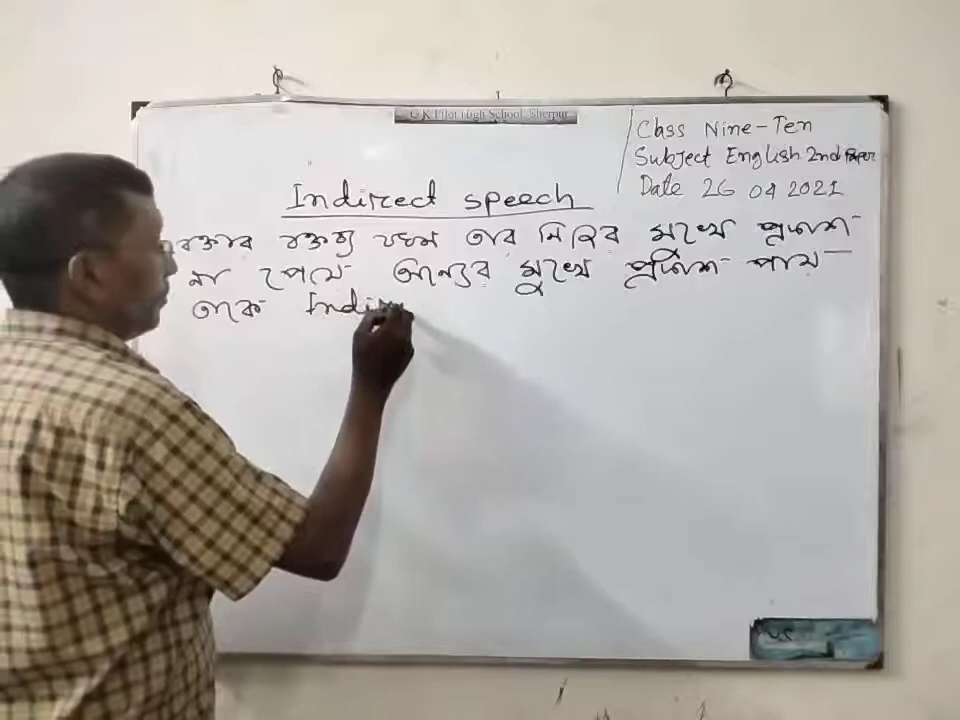 G K Pilot High School, Sherpur
Class Nine-Ten
Subject English 2nd Paper
Date 26 04 2021
Indirect speech
বক্তার বক্তব্য যখন তার নিজের মুখে প্রকাশ
না পেয়ে অন্যের মুখে প্রকাশ পায়
তাকে Indir